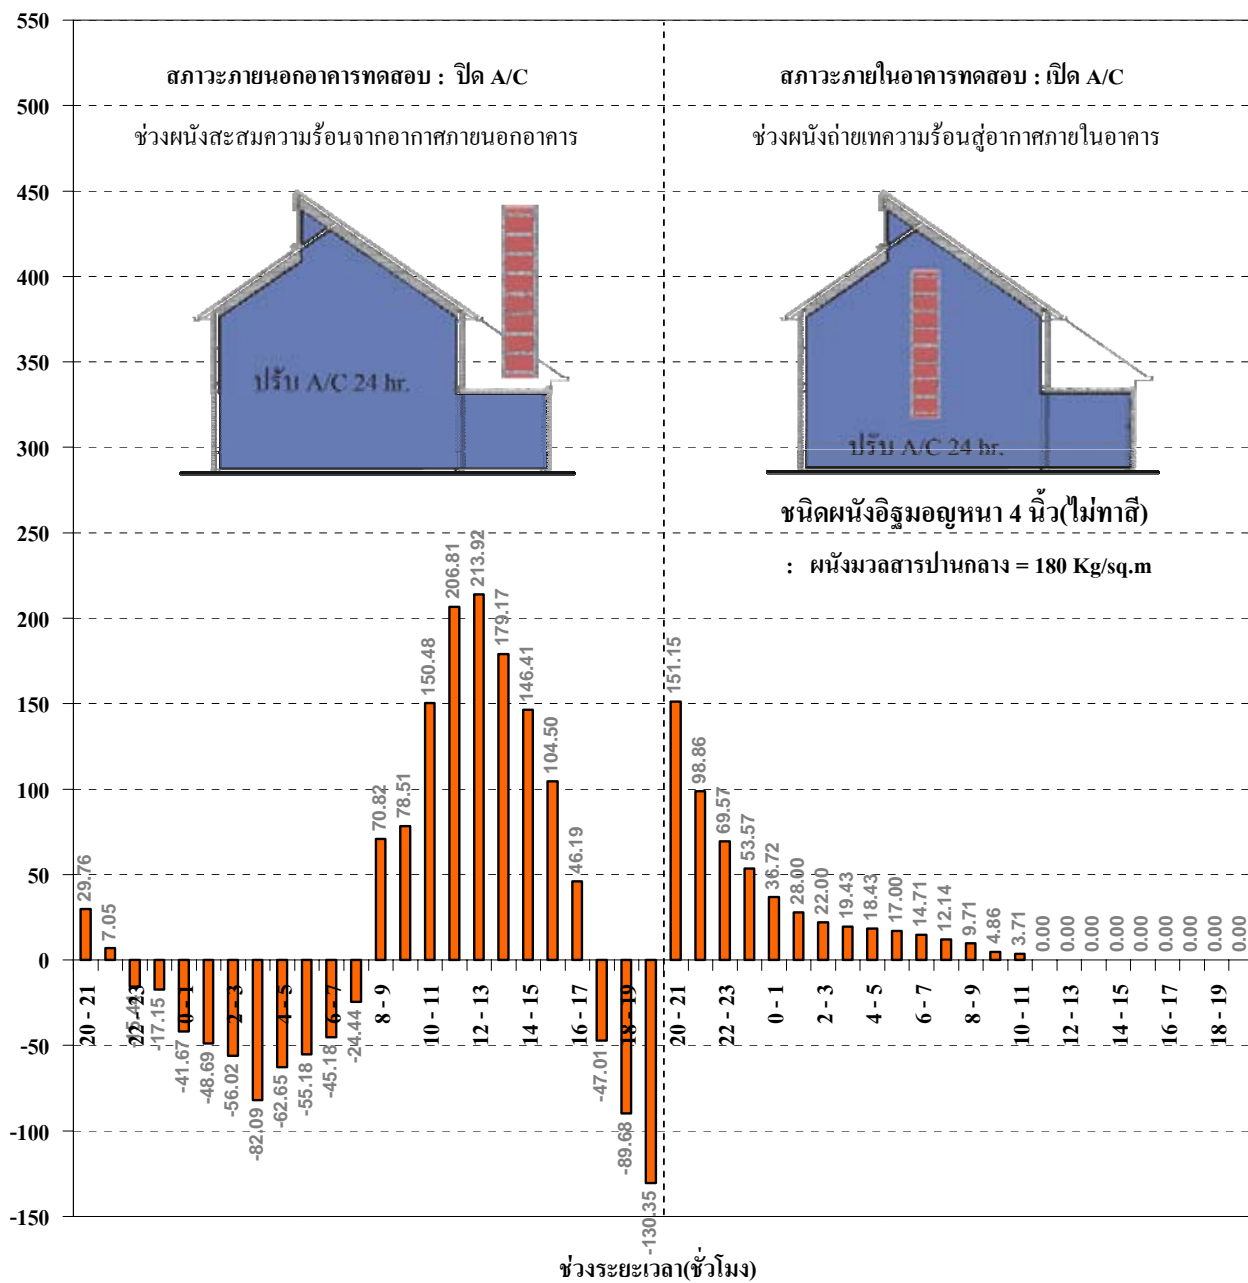 550
500
450
400
350
300
250
200
150
100
50
0
-50
-100
-150
สภาวะภายนอกอาคารทดสอบ : ปิด A/C
ช่วงผนังสะสมความร้อนจากอากาศภายนอกอาคาร
ปรับ A/C 24 hr.
สภาวะภายในอาคารทดสอบ : เปิด A/C
ช่วงผนังถ่ายเทความร้อนสู่อากาศภายในอาคาร
ปรับ A/C 24 hr.
ชนิดผนังอิฐมอญหนา 4 นิ้ว(ไม่ทาสี)
: ผนังมวลสารปานกลาง = 180 Kg/sq.m
29.76
7.05
-17.15
-41.67
-48.69
-56.02
-82.09
-62.65
-55.18
-45.18
-24.44
70.82
78.51
150.48
206.81
213.92
179.17
146.41
104.50
46.19
-47.01
-89.68
-130.35
151.15
98.86
69.57
53.57
36.72
28.00
22.00
19.43
18.43
17.00
14.71
12.14
9.71
4.86
3.71
0.00
0.00
0.00
0.00
0.00
0.00
0.00
0.00
0.00
20 - 21
22 - 23
0 - 1
2 - 3
4 - 5
6 - 7
8 - 9
10 - 11
12 - 13
14 - 15
16 - 17
18 - 19
20 - 21
22 - 23
0 - 1
2 - 3
4 - 5
6 - 7
8 - 9
10 - 11
12 - 13
14 - 15
16 - 17
18 - 19
ช่วงระยะเวลา(ชั่วโมง)